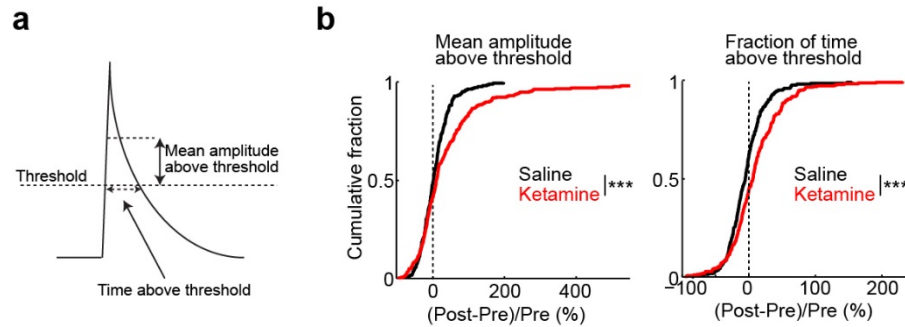 a
Threshold
Mean amplitude
above threshold
Time above threshold
b
Mean amplitude
above threshold
Cumulative fraction
1
0.5
0
Saline
Ketamine
***
0
200
400
(Post-Pre)/Pre (%)
Fraction of time
above threshold
1
0.5
0
Saline
Ketamine
***
−100
0
100
200
(Post-Pre)/Pre (%)